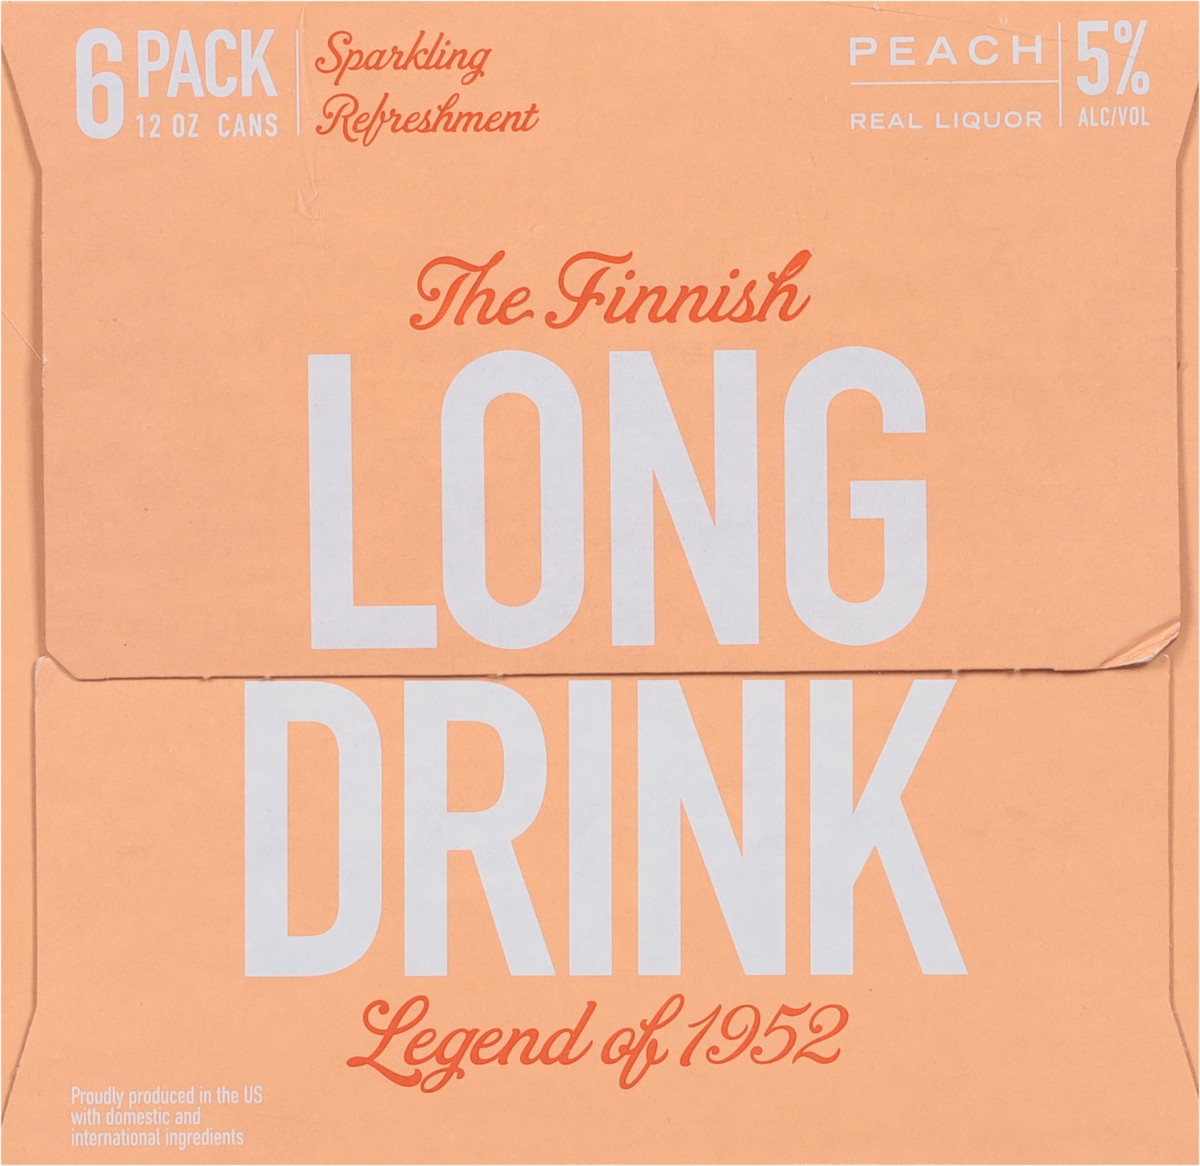 6 PACK
12 OZ CANS
Sparkling
Refreshment
PEACH
REAL LIQUOR
5%
ALC/VOL
The Finnish
LONG
DRINK
Legend of 1952
Proudly produced in the US
with domestic and
international ingredients